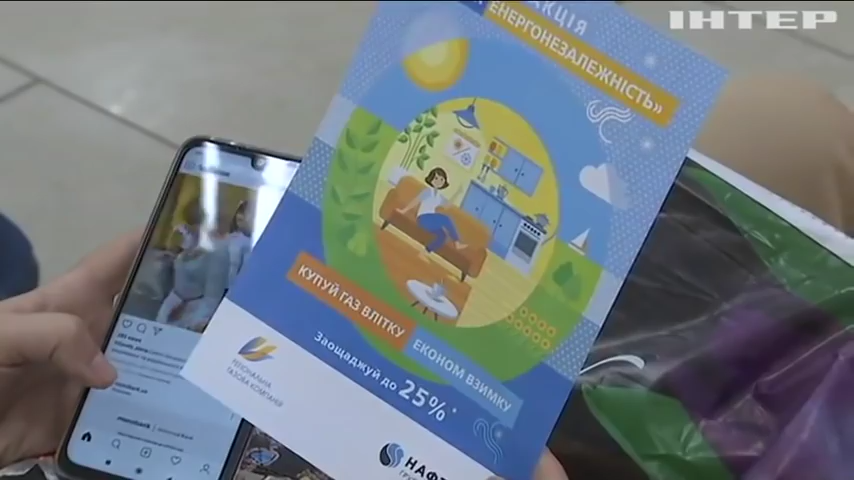 ІНТЕР
АКЦІЯ
ЕНЕРГОНЕЗАЛЕЖНІСТЬ»
КУПУЙ ГАЗ ВЛІТКУ
ЕКОНОМ ВЗИМКУ
Заощаджуй до 25%*
РЕГІОНАЛЬНА
ГАЗОВА КОМПАНІЯ
НАФТ
monobank